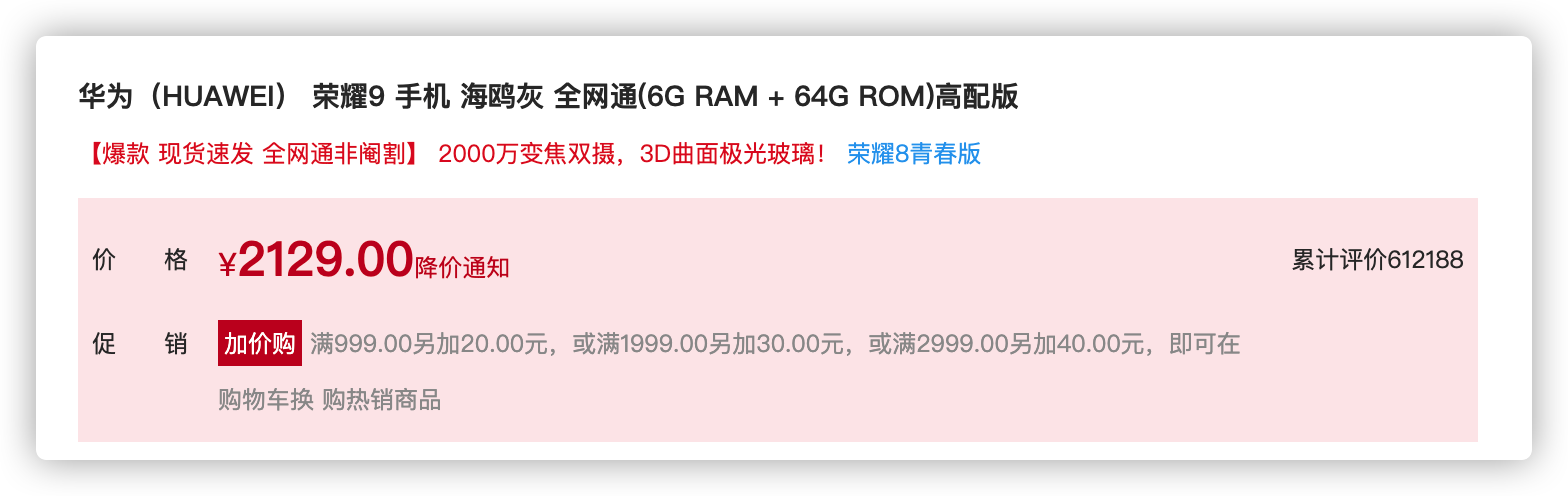 华为（HUAWEI） 荣耀9 手机 海鸥灰 全网通(6G RAM + 64G ROM)高配版
【爆款 现货速发 全网通非阉割】 2000万变焦双摄，3D曲面极光玻璃！ 荣耀8青春版
价 格 ¥2129.00降价通知 累计评价612188
促 销 加价购 满999.00另加20.00元，或满1999.00另加30.00元，或满2999.00另加40.00元，即可在
购物车换 购热销商品